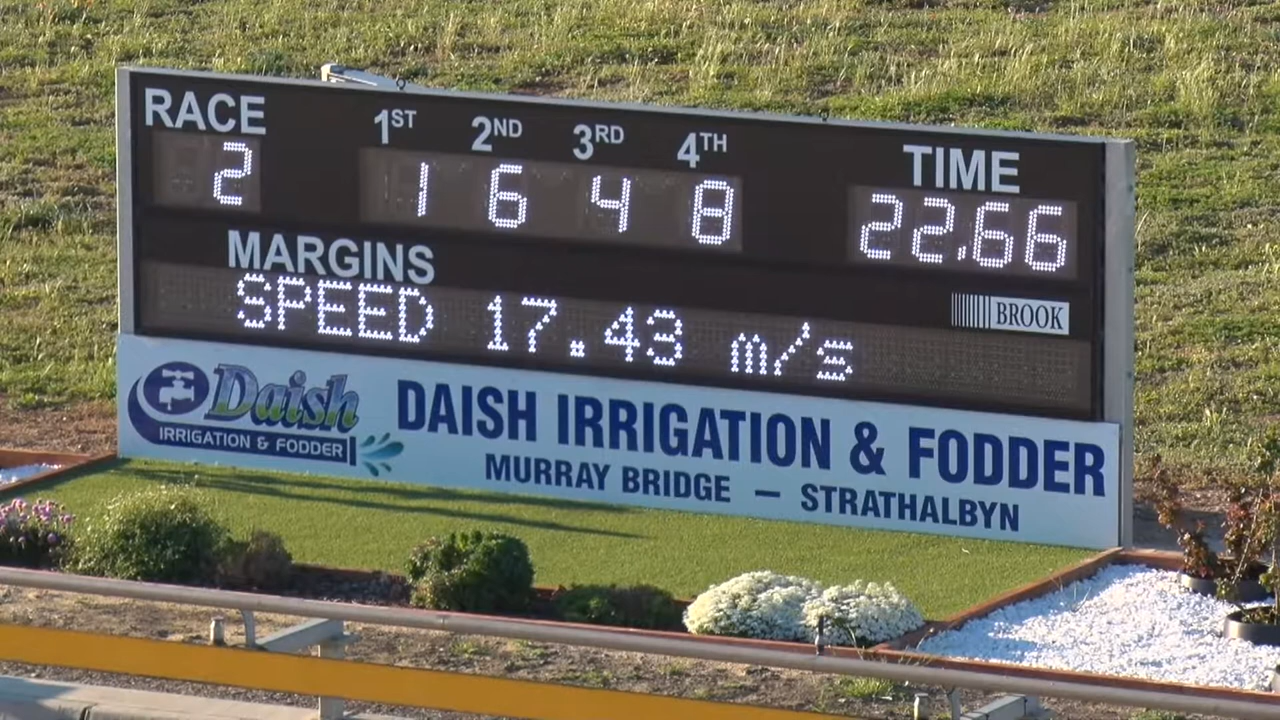 RACE 1ST 2ND 3RD 4TH TIME
2 1 6 4 8 22.66
MARGINS
SPEED 17.43 m/s
BROOK
Daish
IRRIGATION & FODDER
DAISH IRRIGATION & FODDER
MURRAY BRIDGE — STRATHALBYN